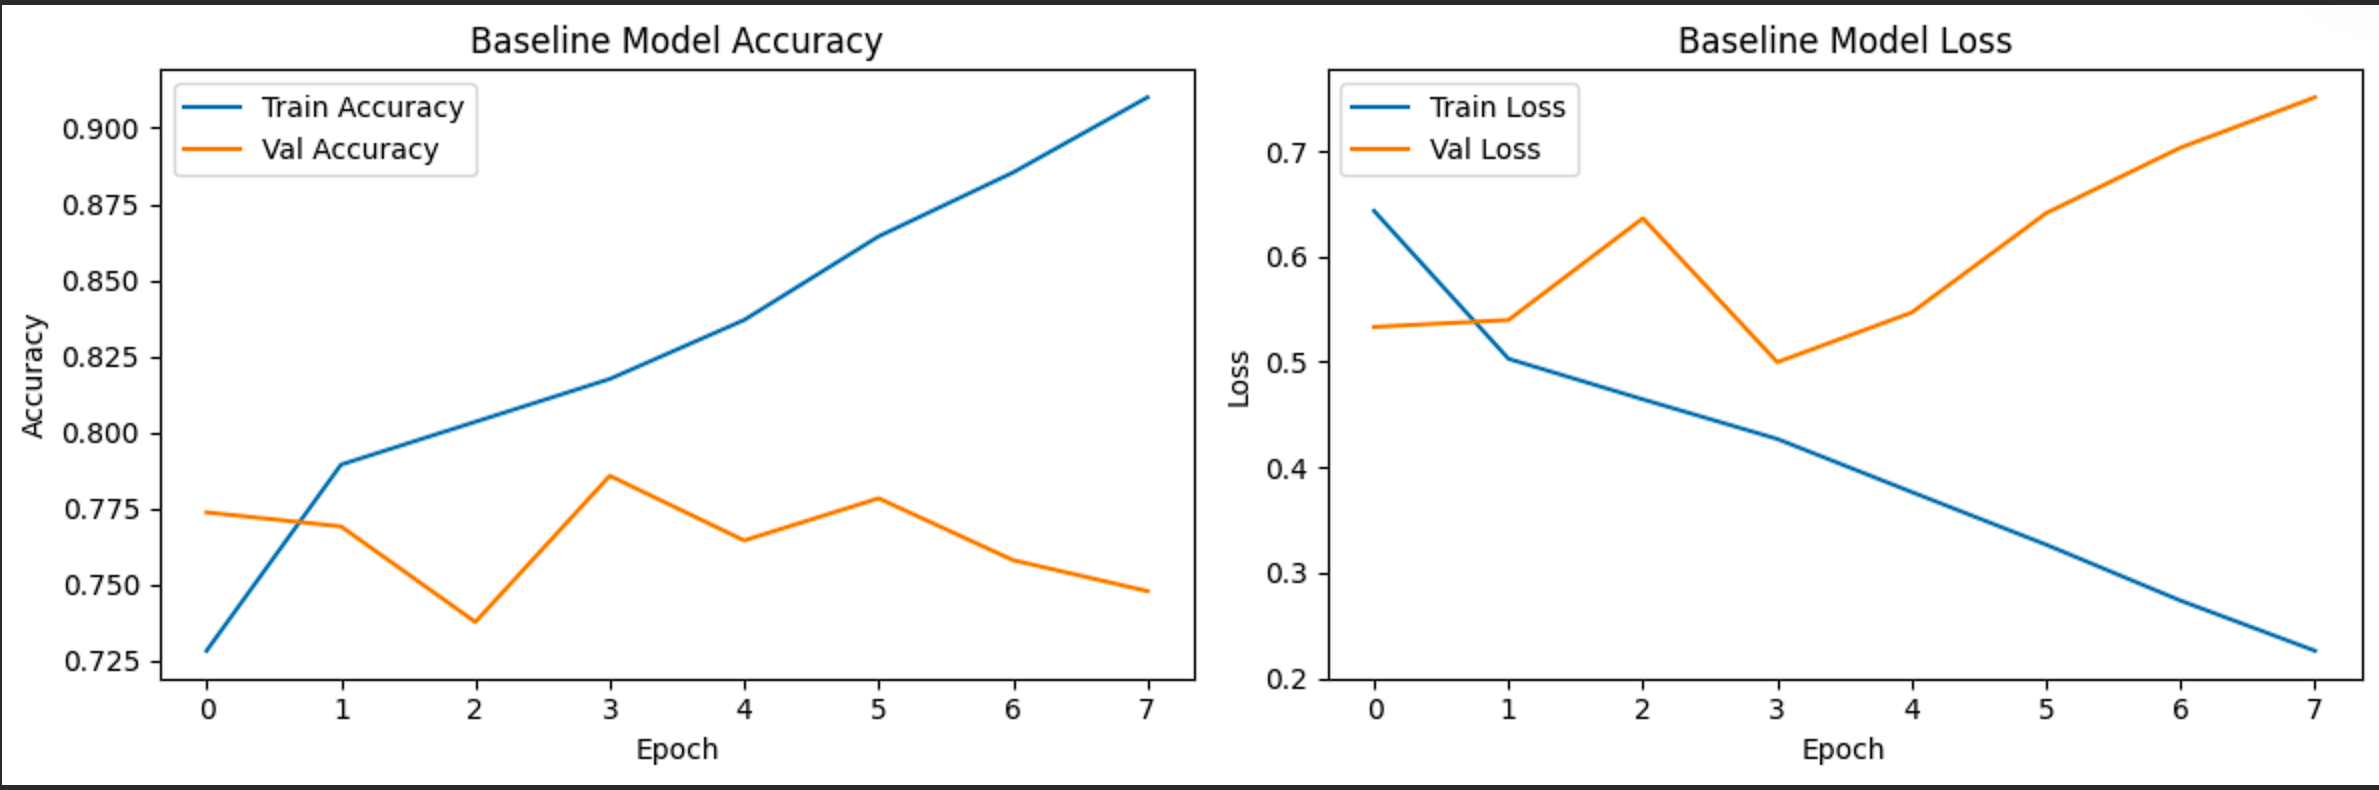 Baseline Model Accuracy
Train Accuracy
Val Accuracy
0.900
0.875
0.850
0.825
0.800
0.775
0.750
0.725
Accuracy
0 1 2 3 4 5 6 7
Epoch
Baseline Model Loss
Train Loss
Val Loss
0.7
0.6
0.5
0.4
0.3
0.2
Loss
0 1 2 3 4 5 6 7
Epoch